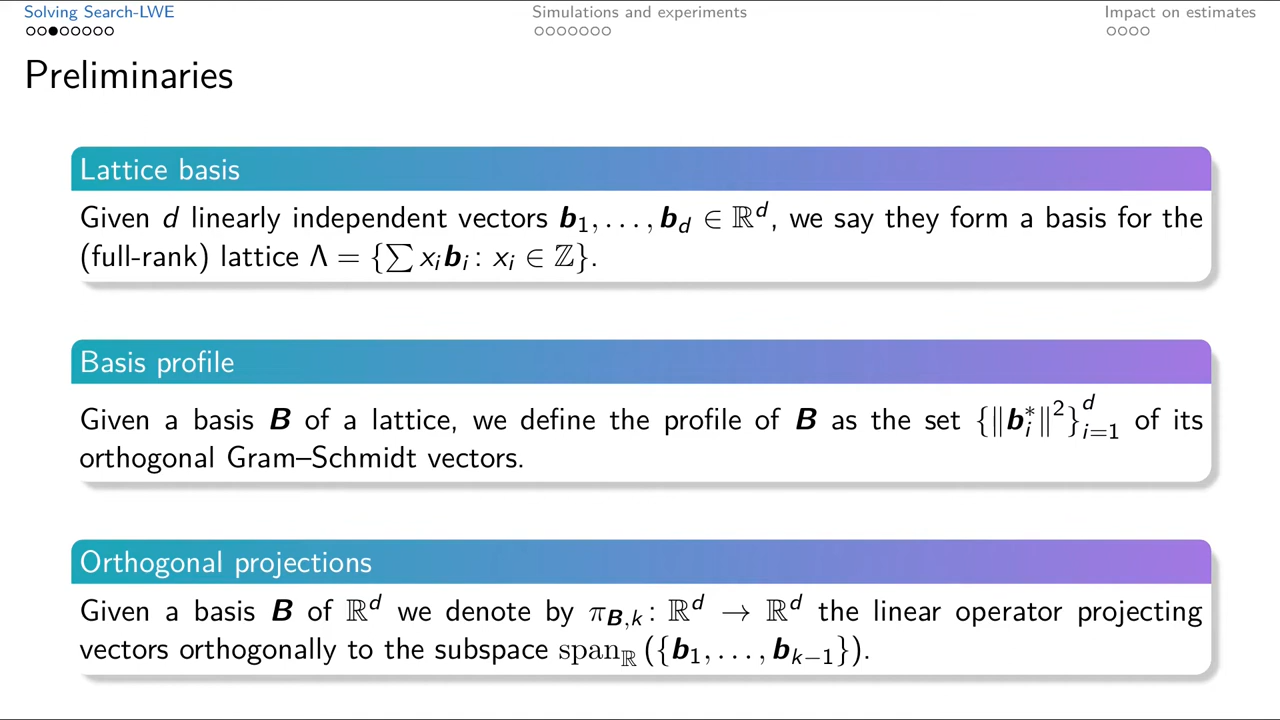 Solving Search-LWE Simulations and experiments Impact on estimates
Preliminaries
Lattice basis
Given d linearly independent vectors b₁, . . . , b_d ∈ ℝ^d, we say they form a basis for the
(full-rank) lattice Λ = {∑ x_i b_i : x_i ∈ ℤ}.
Basis profile
Given a basis B of a lattice, we define the profile of B as the set {‖b_i^*‖²}_{i=1}^d of its
orthogonal Gram–Schmidt vectors.
Orthogonal projections
Given a basis B of ℝ^d we denote by π_{B,k} : ℝ^d → ℝ^d the linear operator projecting
vectors orthogonally to the subspace span_ℝ ({b₁, . . . , b_{k−1}}).